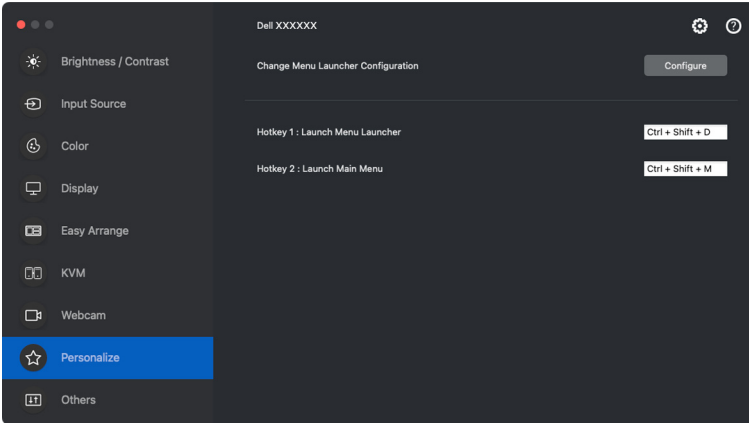 Dell XXXXXX
Brightness / Contrast
Input Source
Color
Display
Easy Arrange
KVM
Webcam
Personalize
Others
Change Menu Launcher Configuration
Configure
Hotkey 1 : Launch Menu Launcher
Ctrl + Shift + D
Hotkey 2 : Launch Main Menu
Ctrl + Shift + M